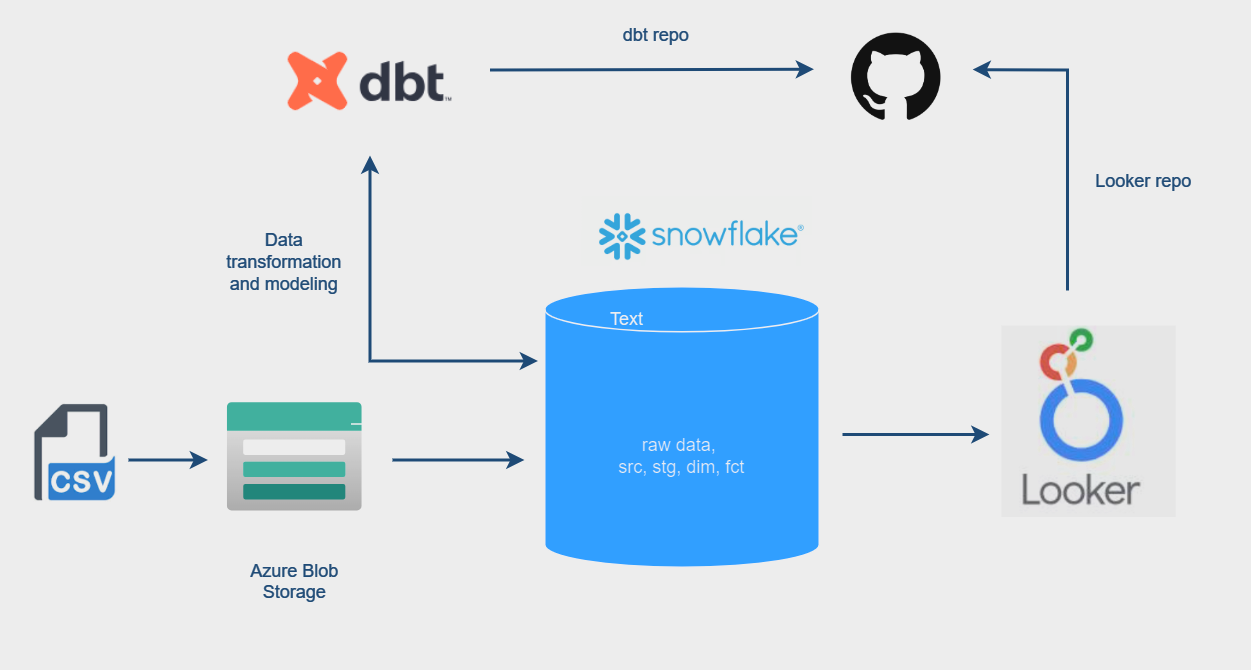 dbt repo
dbt™
Looker repo
snowflake®
Data
transformation
and modeling
Text
raw data,
src, stg, dim, fct
CSV
Looker
Azure Blob
Storage